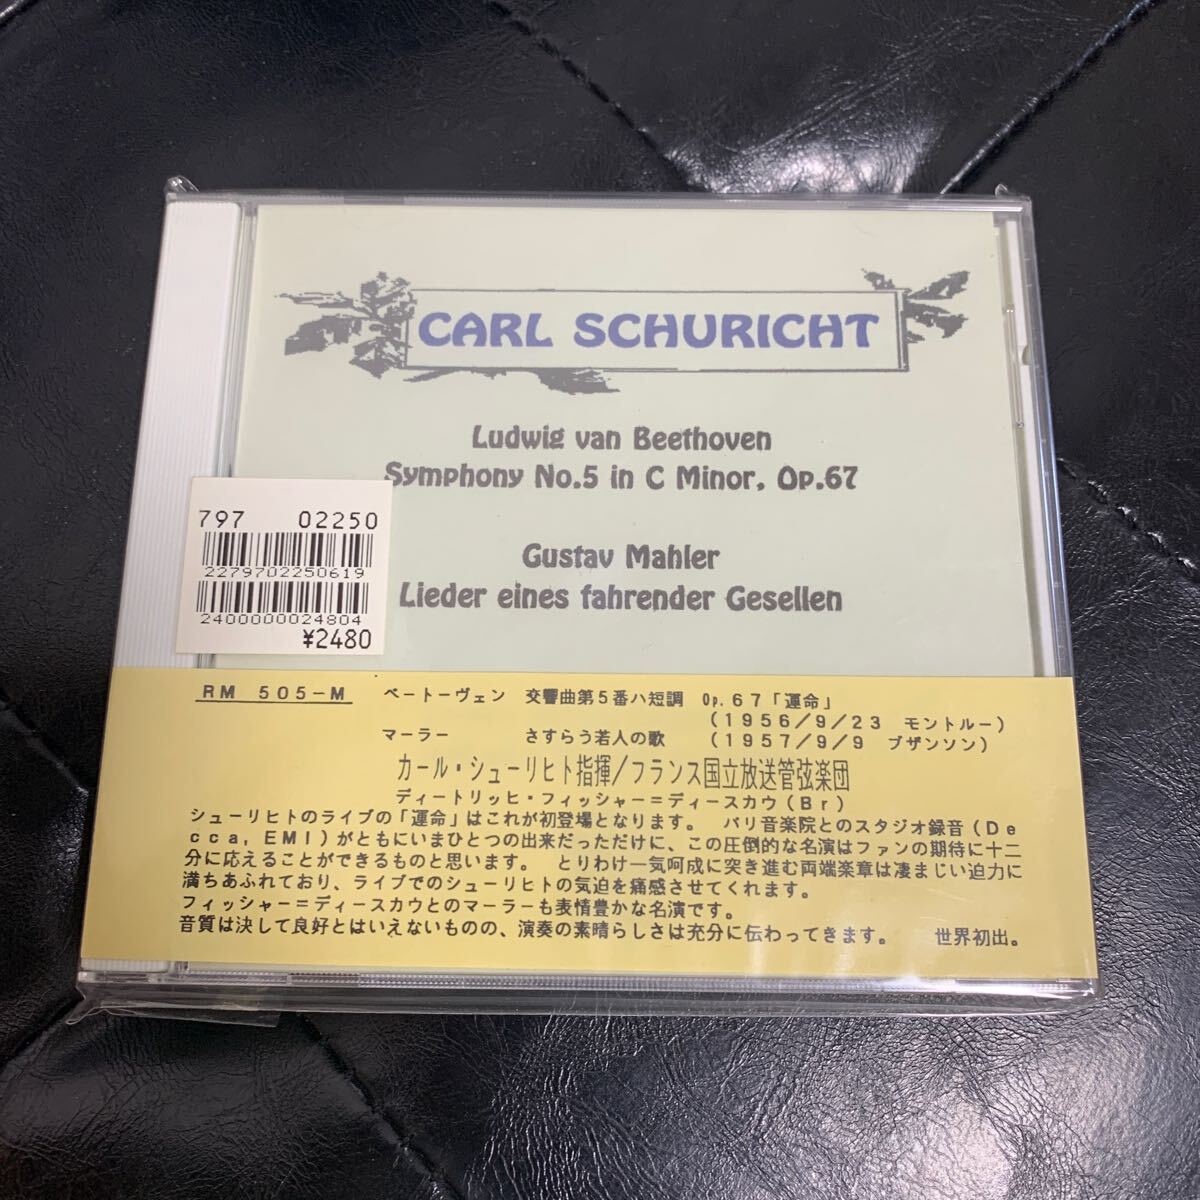 CARL SCHURICHT
Ludwig van Beethoven
Symphony No.5 in C Minor, Op.67
Gustav Mahler
Lieder eines fahrender Gesellen
797 02250
2279702250619
2400000024804
¥2480
RM 505-M ベートーヴェン 交響曲第5番ハ短調 Op.67「運命」
(1956/9/23 モントルー)
マーラー さすらう若人の歌 (1957/9/9 ブザンソン)
カール・シューリヒト指揮/フランス国立放送管弦楽団
ディートリッヒ・フィッシャー=ディースカウ(Br)
シューリヒトのライブの「運命」はこれが初登場となります。 パリ音楽院とのスタジオ録音(De
cca,EMI)がともにいまひとつの出来だっただけに、この圧倒的な名演はファンの期待に十二
分に応えることができるものと思います。 とりわけ一気呵成に突き進む両端楽章は凄まじい迫力に
満ちあふれており、ライブでのシューリヒトの気迫を痛感させてくれます。
フィッシャー=ディースカウとのマーラーも表情豊かな名演です。
音質は決して良好とはいえないものの、演奏の素晴らしさは充分に伝わってきます。 世界初出。